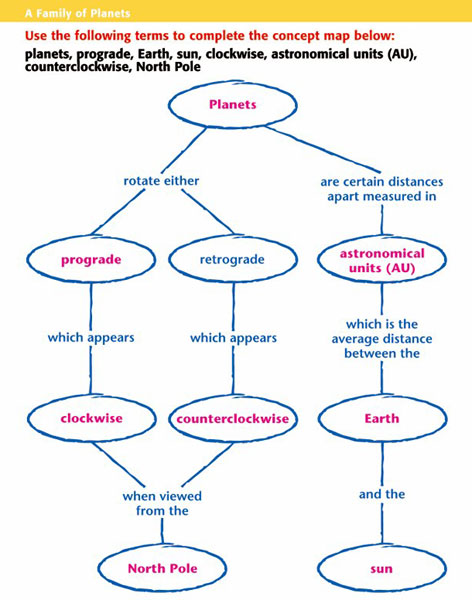 A Family of Planets
Use the following terms to complete the concept map below:
planets, prograde, Earth, sun, clockwise, astronomical units (AU),
counterclockwise, North Pole
Planets
rotate either
are certain distances
apart measured in
prograde
retrograde
astronomical
units (AU)
which appears
which appears
which is the
average distance
between the
clockwise
counterclockwise
Earth
when viewed
from the
and the
North Pole
sun